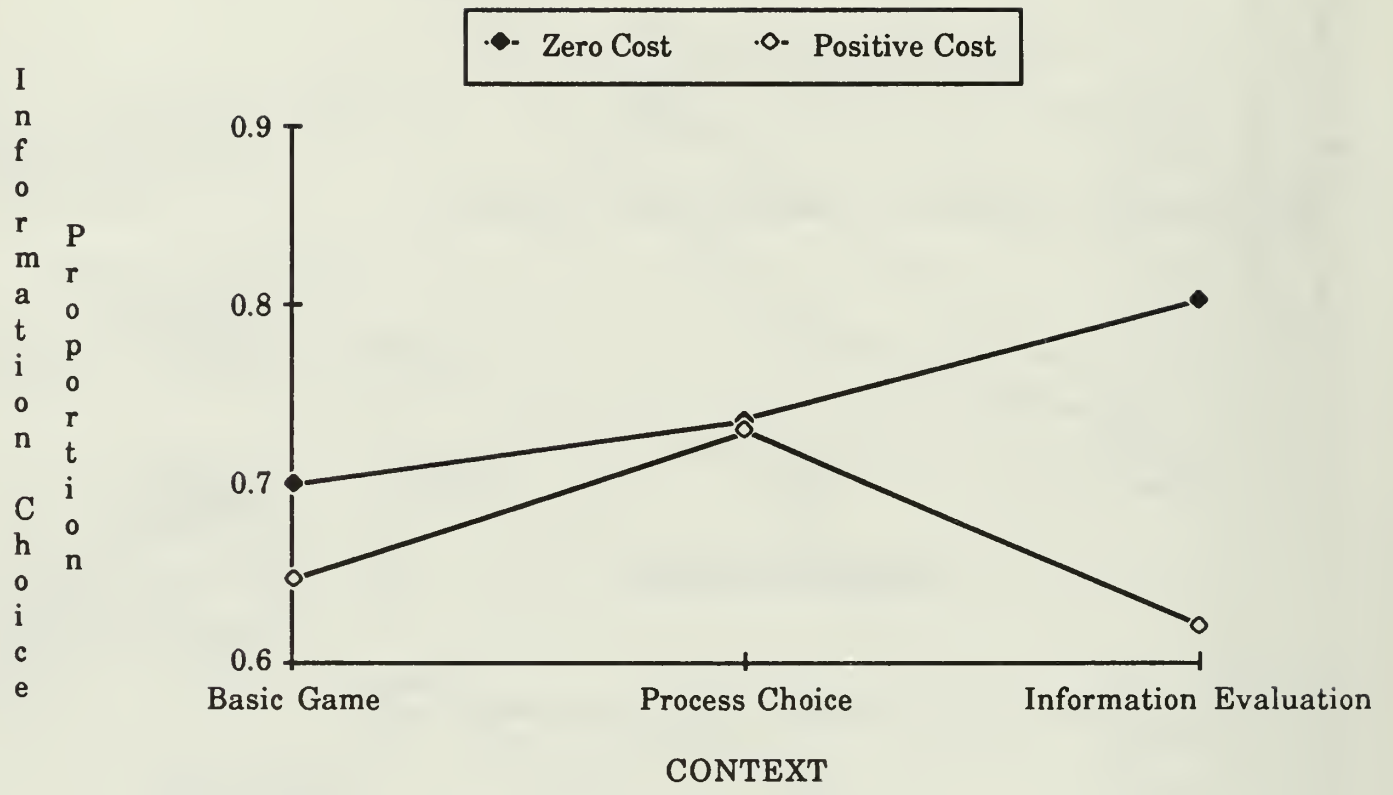 Zero Cost Positive Cost
Information Choice
Proportion
0.9
0.8
0.7
0.6
Basic Game Process Choice Information Evaluation
CONTEXT